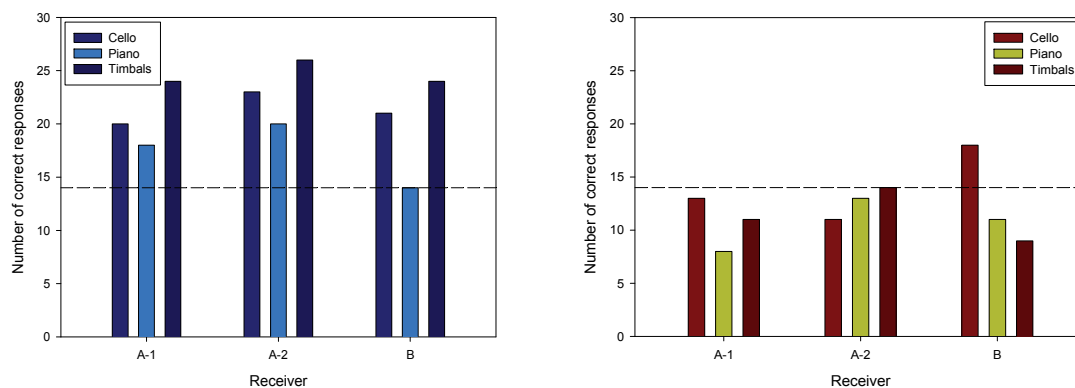 30
25
20
15
10
5
0
Number of correct responses
Cello
Piano
Timbals
A-1
A-2
B
Receiver
30
25
20
15
10
5
0
Number of correct responses
Cello
Piano
Timbals
A-1
A-2
B
Receiver